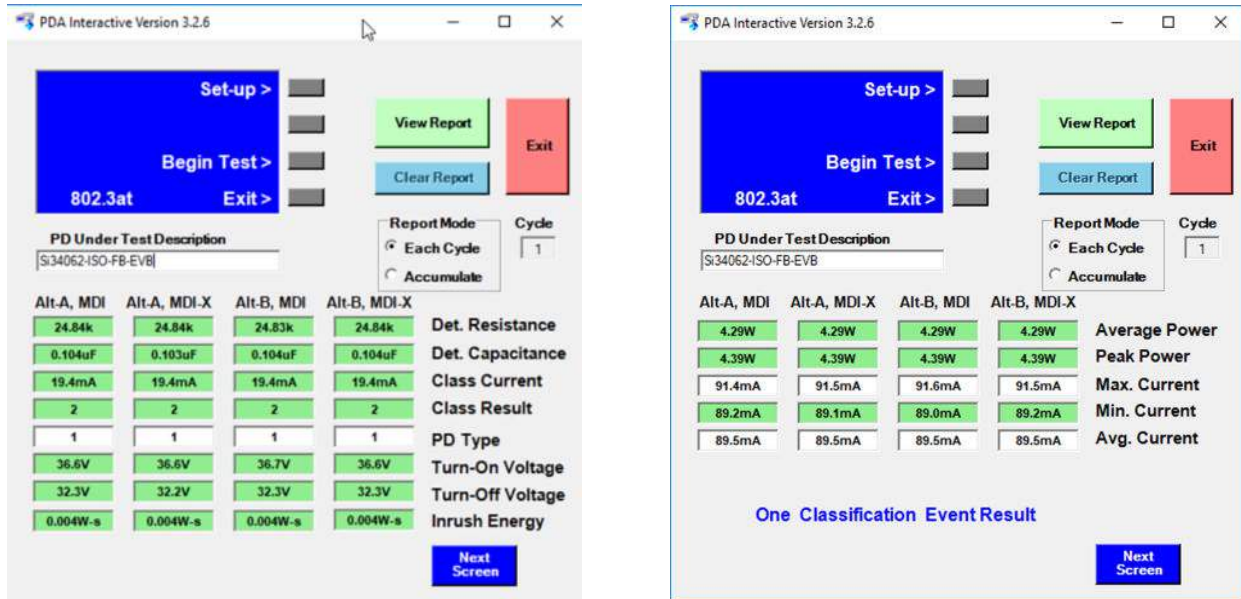 PDA Interactive Version 3.2.6
Set-up >
Begin Test >
802.3at Exit >
View Report
Clear Report
Exit
Report Mode
Each Cycle
Accumulate
Cycle
1
PD Under Test Description
Si34062-ISO-FB-EVB
Alt-A, MDI Alt-A, MDI-X Alt-B, MDI Alt-B, MDI-X
24.84k 24.84k 24.83k 24.84k Det. Resistance
0.104uF 0.103uF 0.104uF 0.104uF Det. Capacitance
19.4mA 19.4mA 19.4mA 19.4mA Class Current
2 2 2 2 Class Result
1 1 1 1 PD Type
36.6V 36.6V 36.7V 36.6V Turn-On Voltage
32.3V 32.2V 32.3V 32.3V Turn-Off Voltage
0.004W-s 0.004W-s 0.004W-s 0.004W-s Inrush Energy
Next
Screen
PDA Interactive Version 3.2.6
Set-up >
Begin Test >
802.3at Exit >
View Report
Clear Report
Exit
Report Mode
Each Cycle
Accumulate
Cycle
1
PD Under Test Description
Si34062-ISO-FB-EVB
Alt-A, MDI Alt-A, MDI-X Alt-B, MDI Alt-B, MDI-X
4.29W 4.29W 4.29W 4.29W Average Power
4.39W 4.39W 4.39W 4.39W Peak Power
91.4mA 91.5mA 91.6mA 91.5mA Max. Current
89.2mA 89.1mA 89.0mA 89.2mA Min. Current
89.5mA 89.5mA 89.5mA 89.5mA Avg. Current
One Classification Event Result
Next
Screen